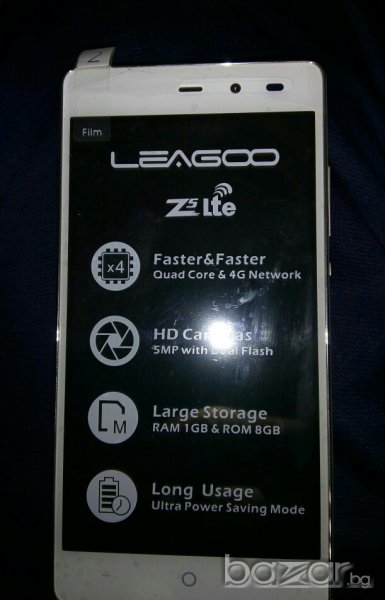 2
Film
LEAGOO
Z5 Lte
x4
Faster&Faster
Quad Core & 4G Network
HD Cameras
5MP with Dual Flash
M
Large Storage
RAM 1GB & ROM 8GB
Long Usage
Ultra Power Saving Mode
bazar.bg